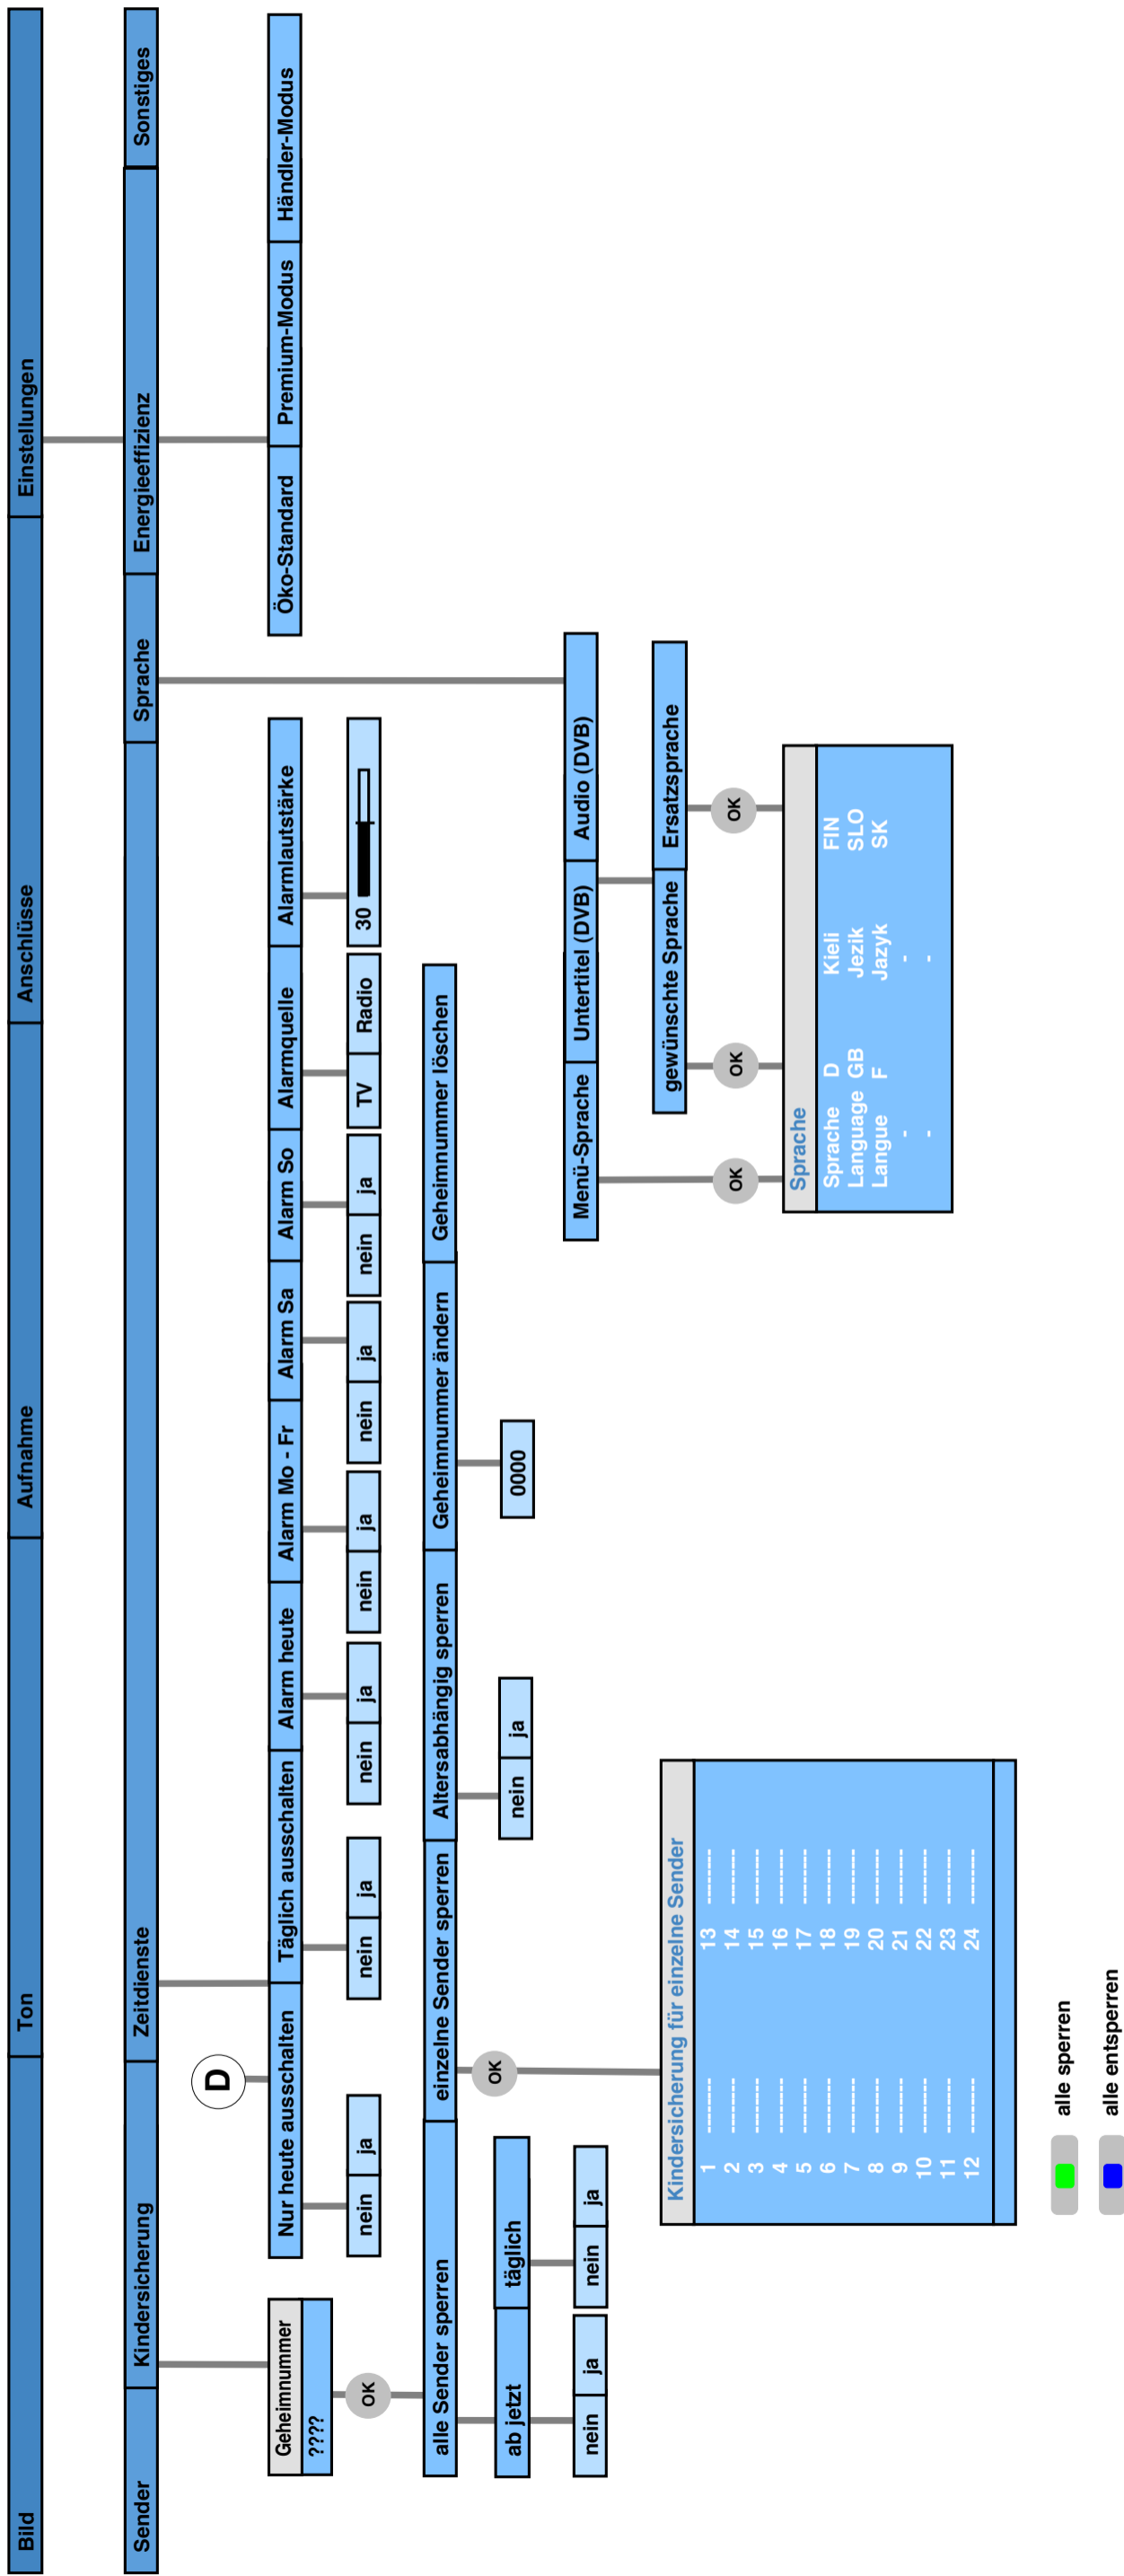 Bild Ton Aufnahme Anschlüsse Einstellungen
Sender Kindersicherung Zeitdienste Sprache Energieeffizienz Sonstiges
D
Geheimnummer
????
OK
Nur heute ausschalten Täglich ausschalten Alarm heute Alarm Mo - Fr Alarm Sa Alarm So Alarmquelle Alarmlautstärke
nein ja nein ja nein ja nein ja nein ja nein ja TV Radio 30
Öko-Standard Premium-Modus Händler-Modus
alle Sender sperren einzelne Sender sperren Altersabhängig sperren Geheimnummer ändern Geheimnummer löschen
ab jetzt täglich
nein ja nein ja
OK
nein ja
0000
Menü-Sprache Untertitel (DVB) Audio (DVB)
gewünschte Sprache Ersatzsprache
OK OK OK
Sprache
Sprache D Kieli FIN
Language GB Jezik SLO
Langue F Jazyk SK
- -
- -
Kindersicherung für einzelne Sender
1 -------- 13 --------
2 -------- 14 --------
3 -------- 15 --------
4 -------- 16 --------
5 -------- 17 --------
6 -------- 18 --------
7 -------- 19 --------
8 -------- 20 --------
9 -------- 21 --------
10 -------- 22 --------
11 -------- 23 --------
12 -------- 24 --------
alle sperren
alle entsperren